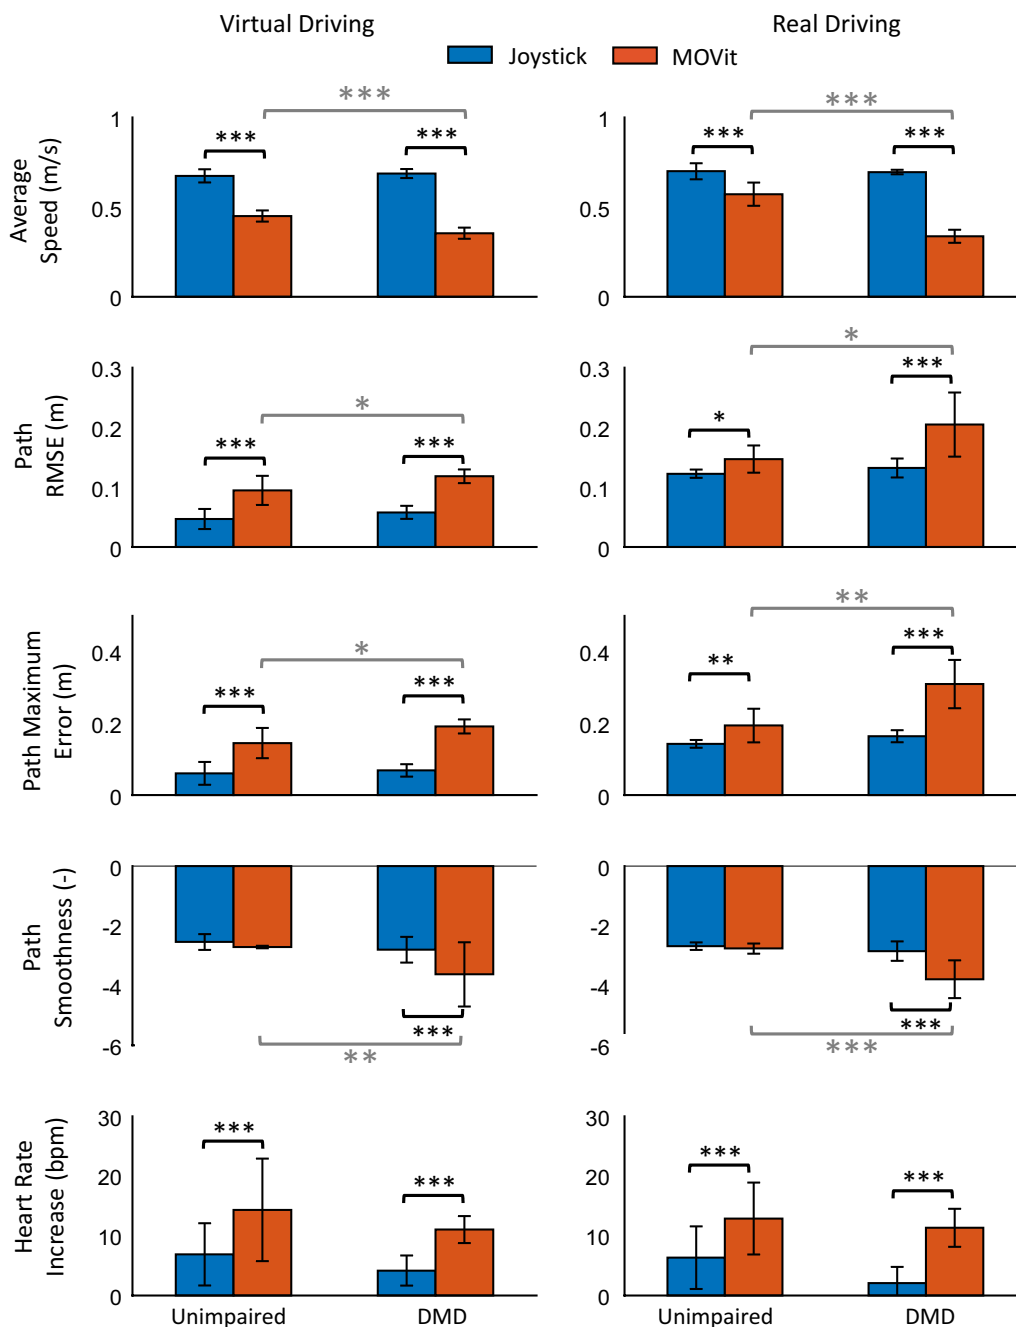 Virtual Driving Real Driving
Joystick MOVit
*** ***
Average
Speed (m/s)
1 *** *** 1 *** ***
0.5 0.5
0 0
* *
Path
RMSE (m)
0.3 0.3 ***
0.2 *** *** 0.2 *
0.1 0.1
0 0
* **
Path Maximum
Error (m)
0.4 *** *** 0.4 ** ***
0.2 0.2
0 0
Path
Smoothness (-)
0 0
-2 -2
-4 -4
*** ***
-6 -6
** ***
Heart Rate
Increase (bpm)
30 *** 30 ***
20 *** 20 ***
10 10
0 0
Unimpaired DMD Unimpaired DMD